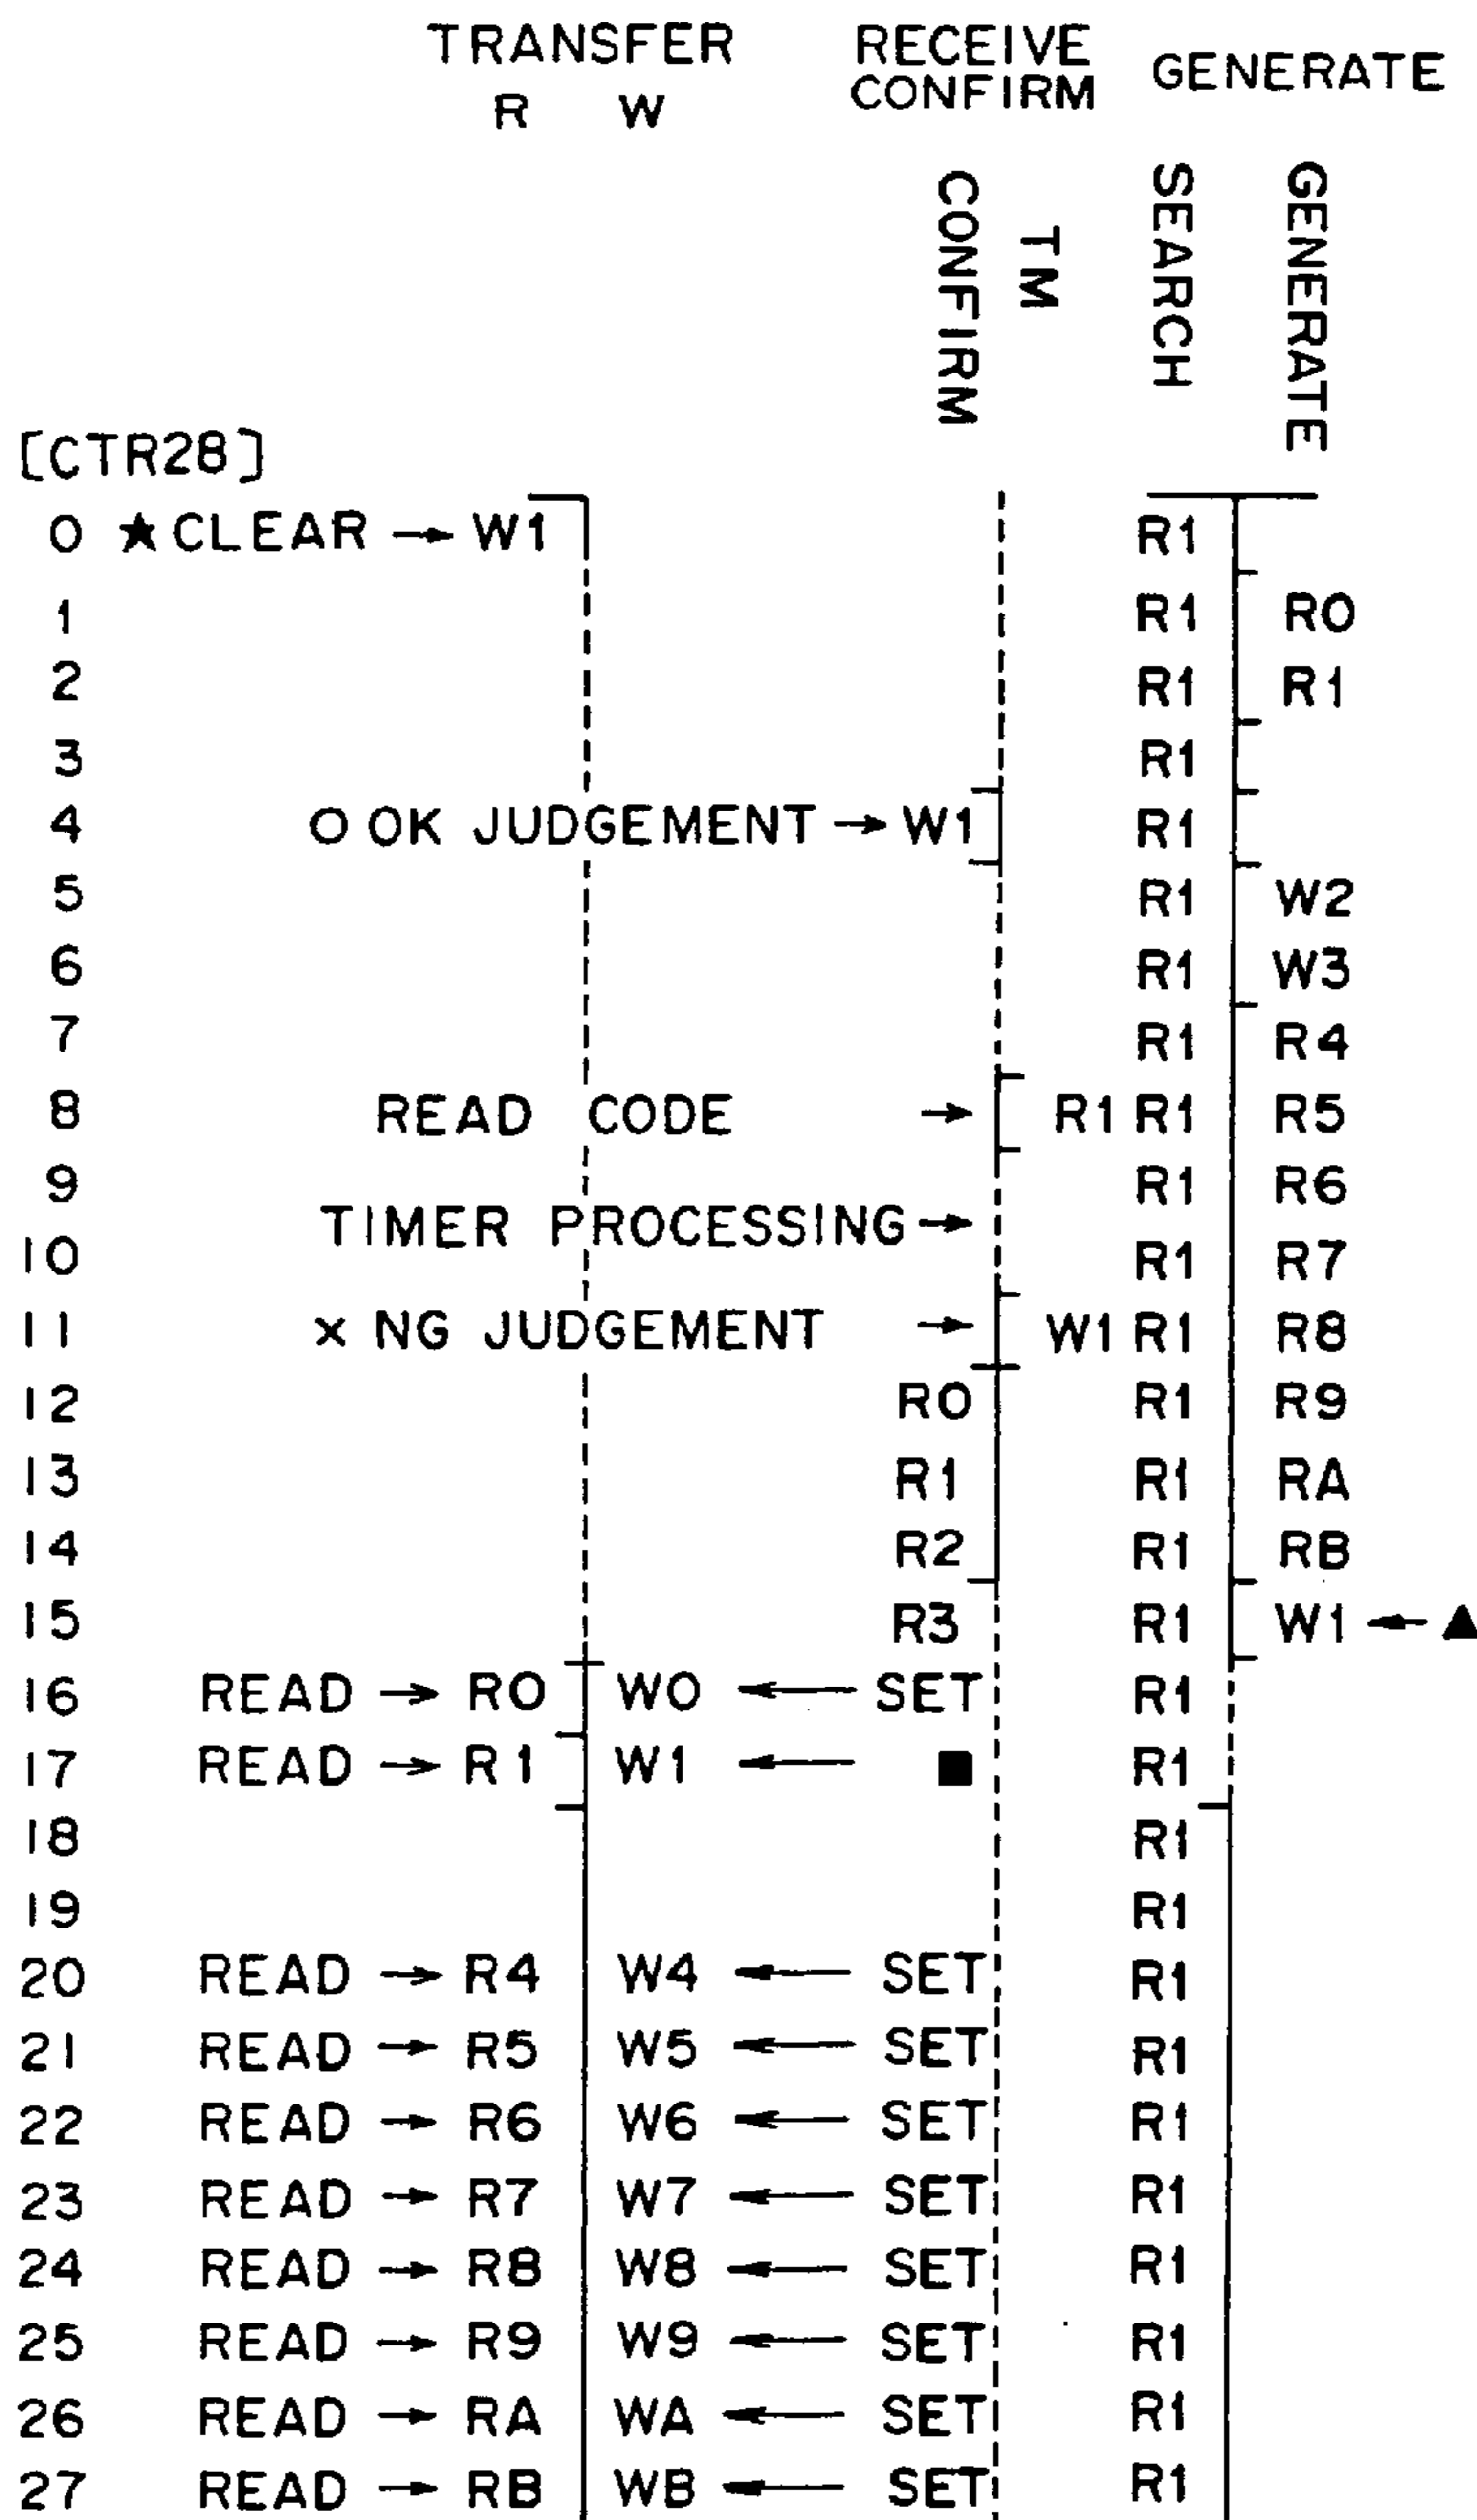 TRANSFER RECEIVE GENERATE
R W CONFIRM
CONFIRM TM SEARCH GENERATE
[CTR28]
0 ★ CLEAR → W1 R1
1 R1 R0
2 R1 R1
3 R1
4 O OK JUDGEMENT → W1 R1
5 R1 W2
6 R1 W3
7 R1 R4
8 READ CODE → R1 R1 R5
9 R1 R6
TIMER PROCESSING →
10 R1 R7
11 × NG JUDGEMENT → W1 R1 R8
12 R0 R1 R9
13 R1 R1 RA
14 R2 R1 RB
15 R3 R1 W1 ← ▲
16 READ → R0 W0 ← SET R1
17 READ → R1 W1 ← ■ R1
18 R1
19 R1
20 READ → R4 W4 ← SET R1
21 READ → R5 W5 ← SET R1
22 READ → R6 W6 ← SET R1
23 READ → R7 W7 ← SET R1
24 READ → R8 W8 ← SET R1
25 READ → R9 W9 ← SET R1
26 READ → RA WA ← SET R1
27 READ → RB WB ← SET R1